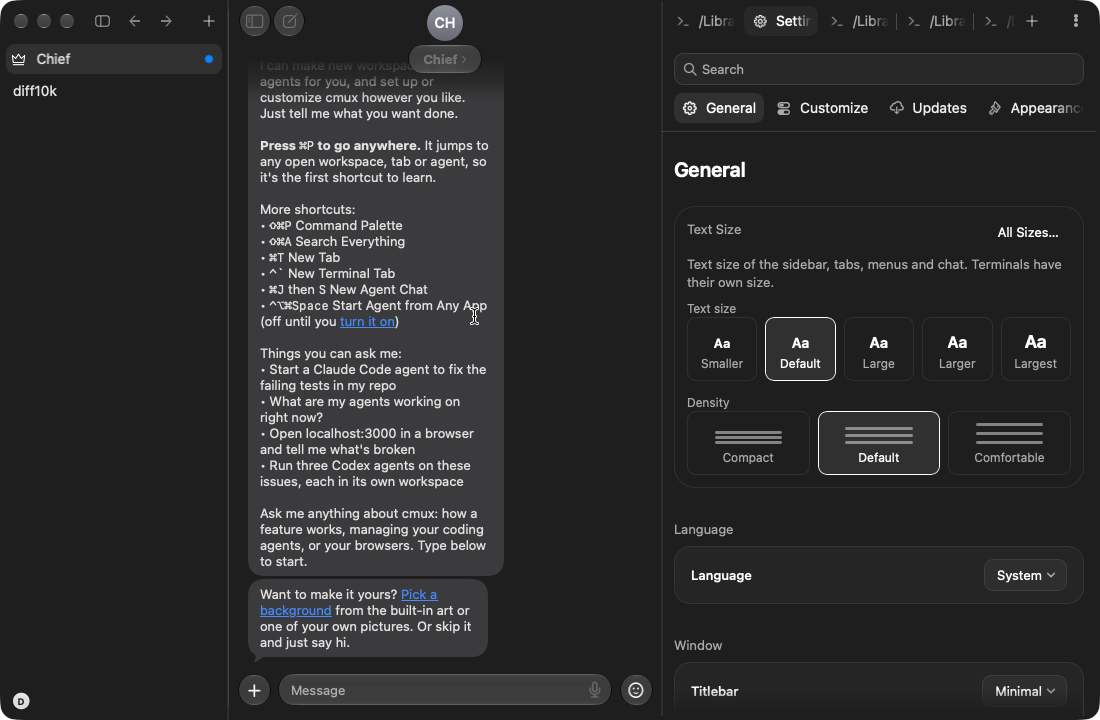 Chief
diff10k
D
CH
Chief ›
I can make new workspac
agents for you, and set up or
customize cmux however you like.
Just tell me what you want done.
Press ⌘P to go anywhere. It jumps to
any open workspace, tab or agent, so
it's the first shortcut to learn.
More shortcuts:
• ⇧⌘P Command Palette
• ⇧⌘A Search Everything
• ⌘T New Tab
• ^` New Terminal Tab
• ⌘J then S New Agent Chat
• ^⌥⌘Space Start Agent from Any App
(off until you turn it on)
Things you can ask me:
• Start a Claude Code agent to fix the
failing tests in my repo
• What are my agents working on
right now?
• Open localhost:3000 in a browser
and tell me what's broken
• Run three Codex agents on these
issues, each in its own workspace
Ask me anything about cmux: how a
feature works, managing your coding
agents, or your browsers. Type below
to start.
Want to make it yours? Pick a
background from the built-in art or
one of your own pictures. Or skip it
and just say hi.
Message
/Libra
Settin
/Libra
/Libra
Search
General
Customize
Updates
Appearanc
General
Text Size
All Sizes...
Text size of the sidebar, tabs, menus and chat. Terminals have
their own size.
Text size
Aa Aa Aa Aa Aa
Smaller Default Large Larger Largest
Density
Compact Default Comfortable
Language
Language
System
Window
Titlebar
Minimal